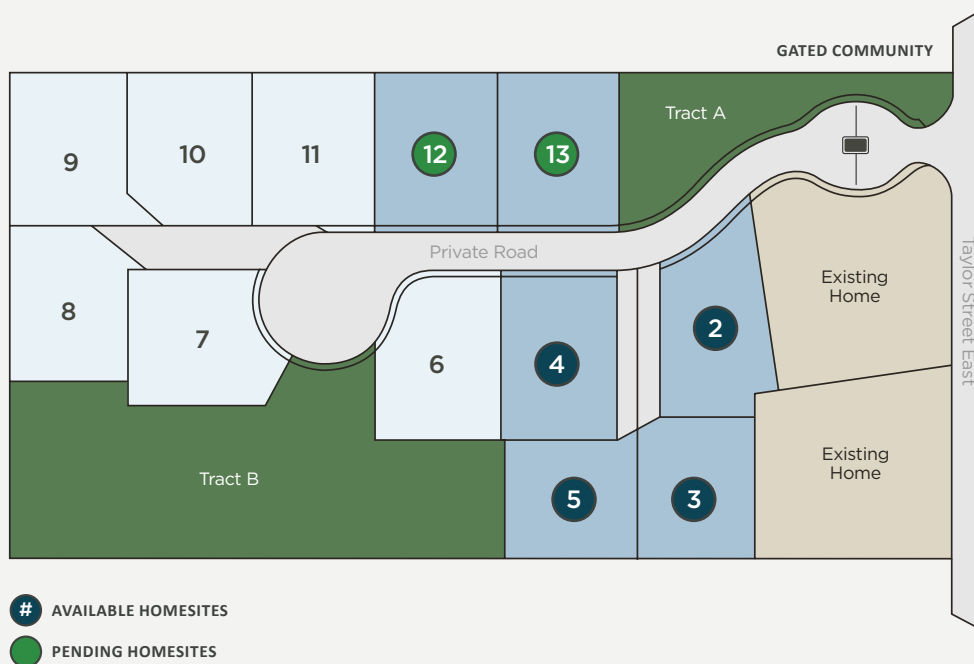 GATED COMMUNITY
Tract A
9
10
11
12
13
Private Road
Taylor Street East
Existing
Home
8
7
6
4
2
Existing
Home
Tract B
5
3
# AVAILABLE HOMESITES
PENDING HOMESITES